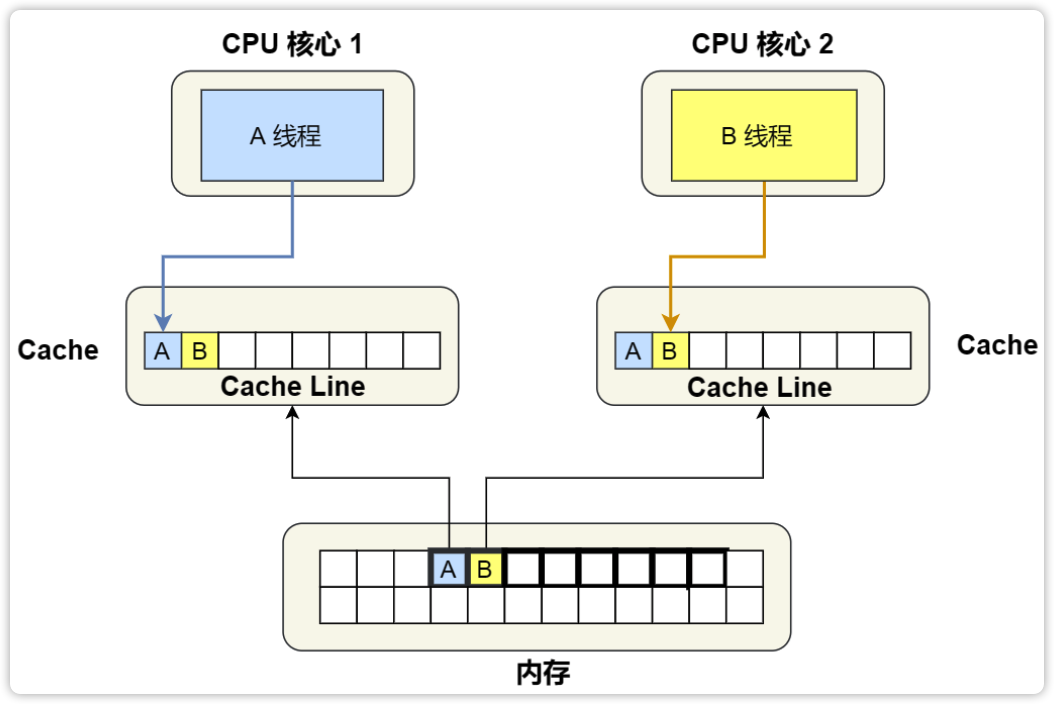 CPU 核心 1
CPU 核心 2
A 线程
B 线程
Cache
A B
Cache Line
A B
Cache Line
Cache
A B
内存